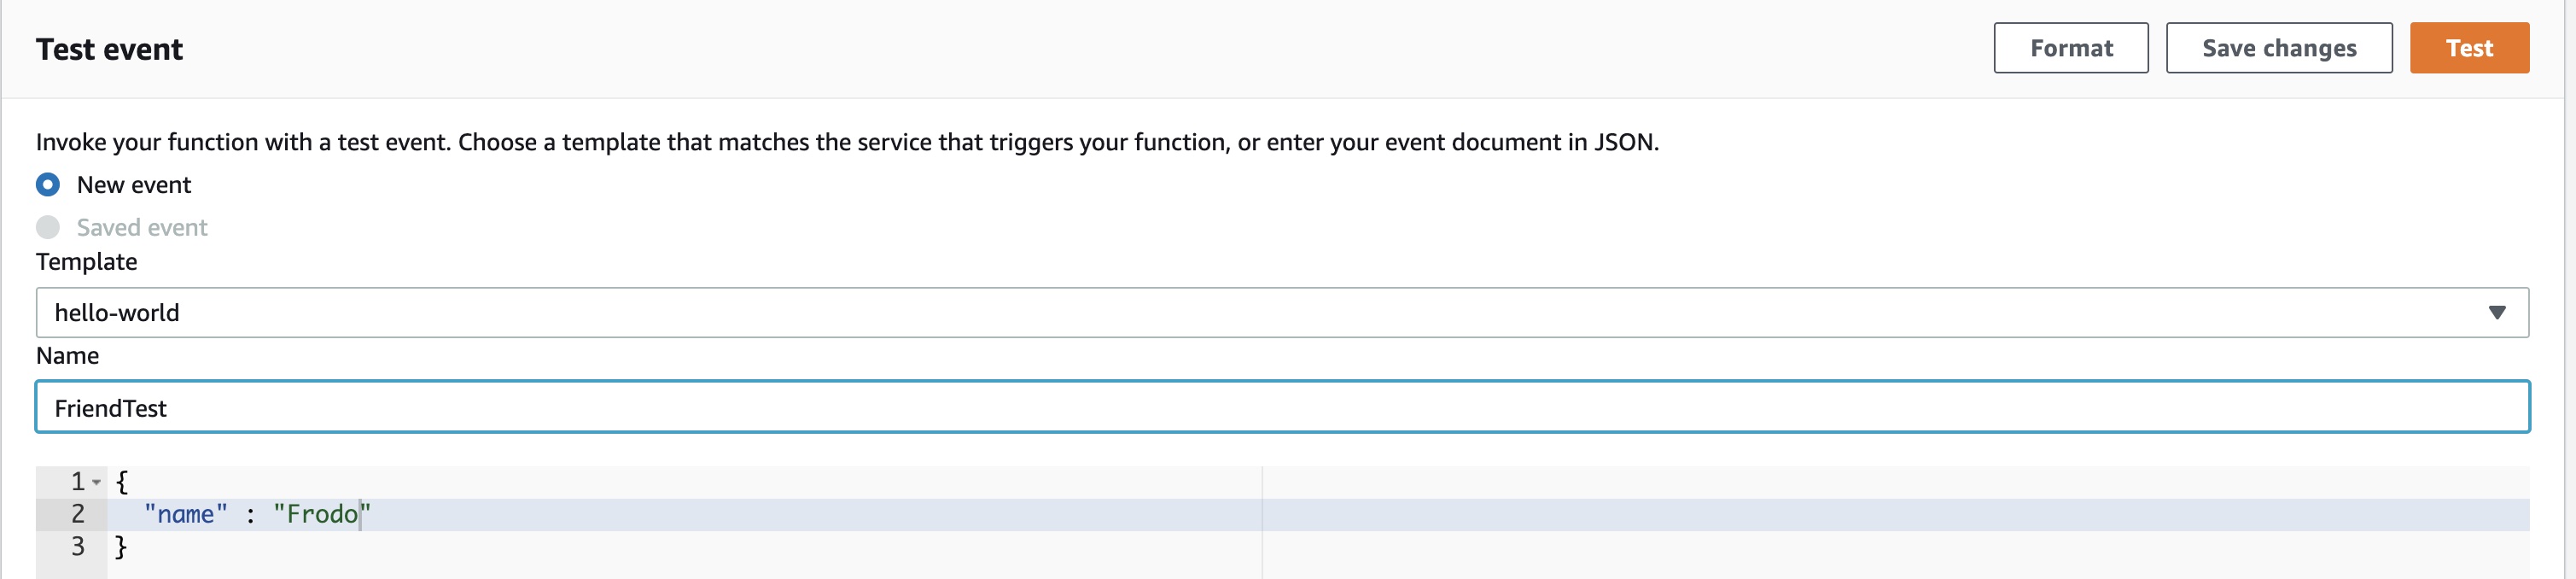 Test event
Format
Save changes
Test
Invoke your function with a test event. Choose a template that matches the service that triggers your function, or enter your event document in JSON.
New event
Saved event
Template
hello-world
Name
FriendTest
1 {
2 "name" : "Frodo"
3 }